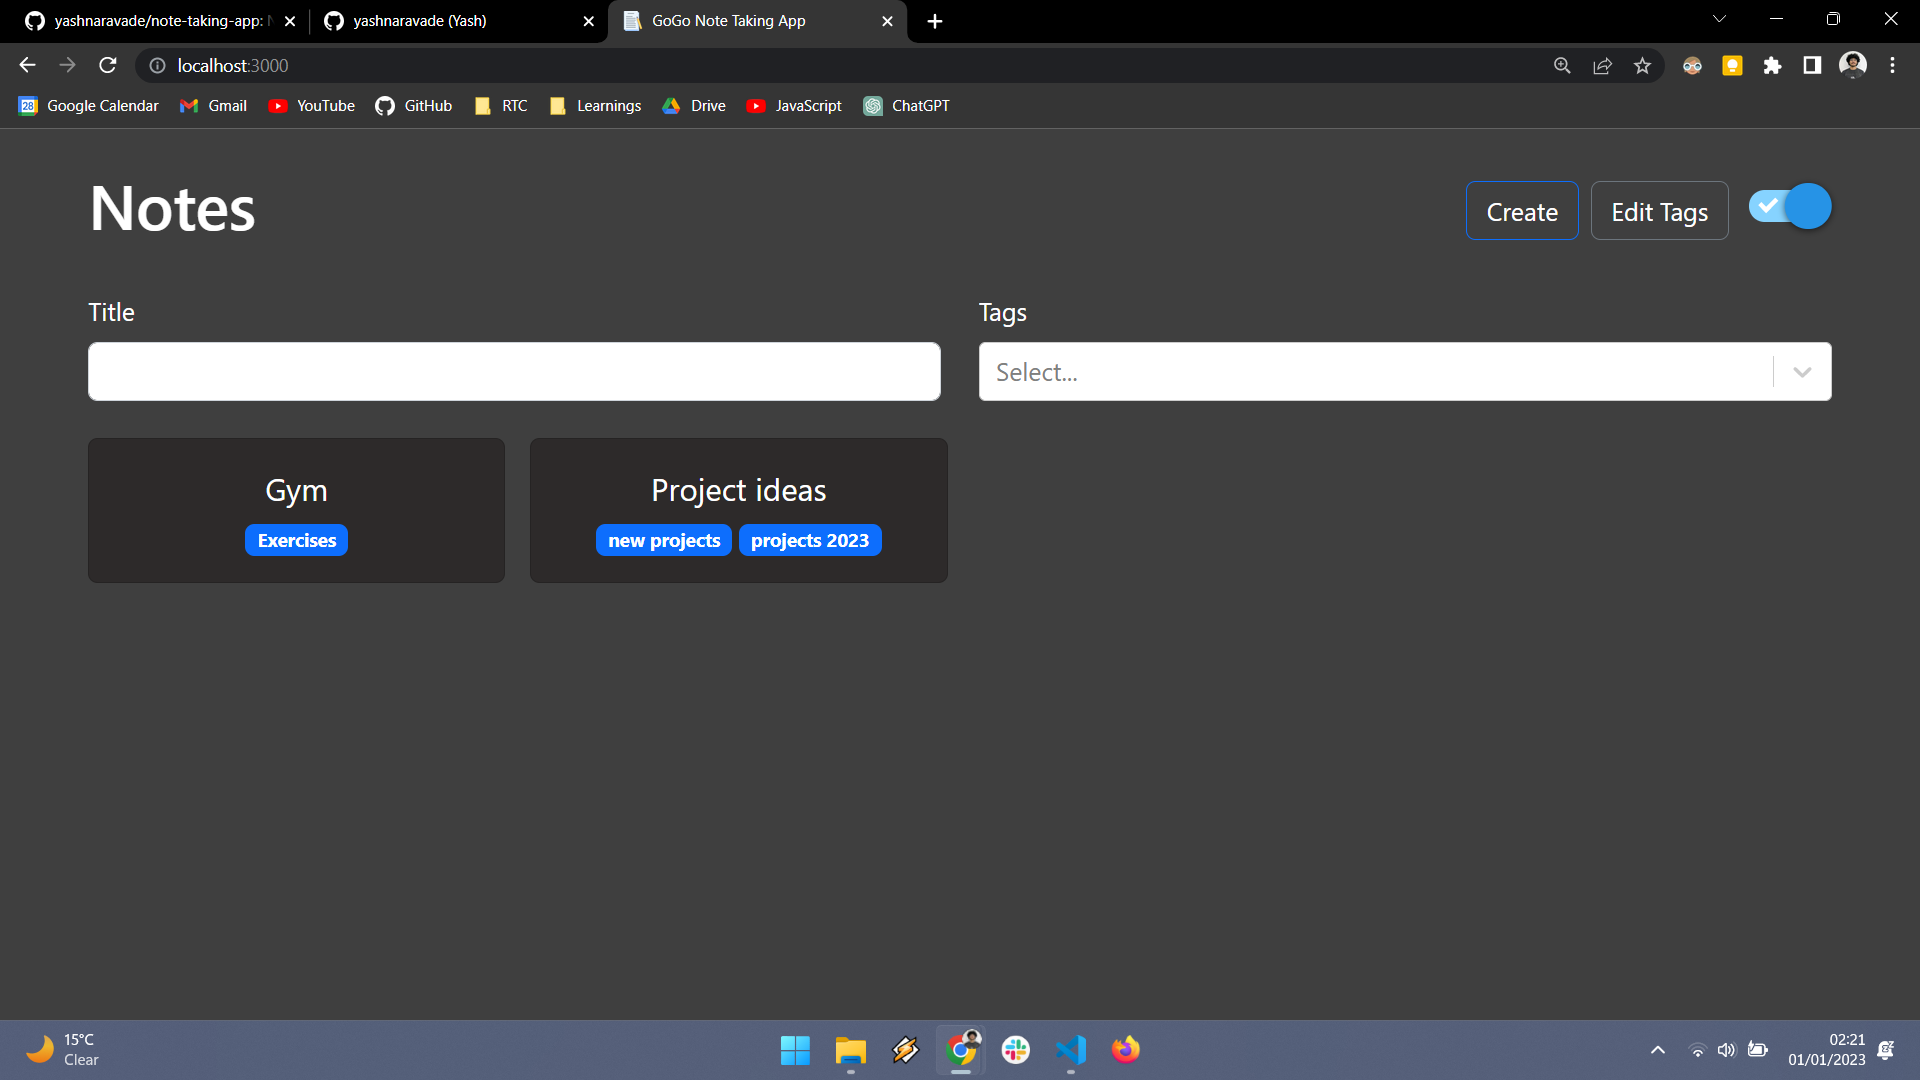 yashnaravade/note-taking-app: N
yashnaravade (Yash)
GoGo Note Taking App
localhost:3000
28 Google Calendar Gmail YouTube GitHub RTC Learnings Drive JavaScript ChatGPT
Notes
Create
Edit Tags
Title
Tags
Select...
Gym
Exercises
Project ideas
new projects projects 2023
15°C
Clear
02:21
01/01/2023